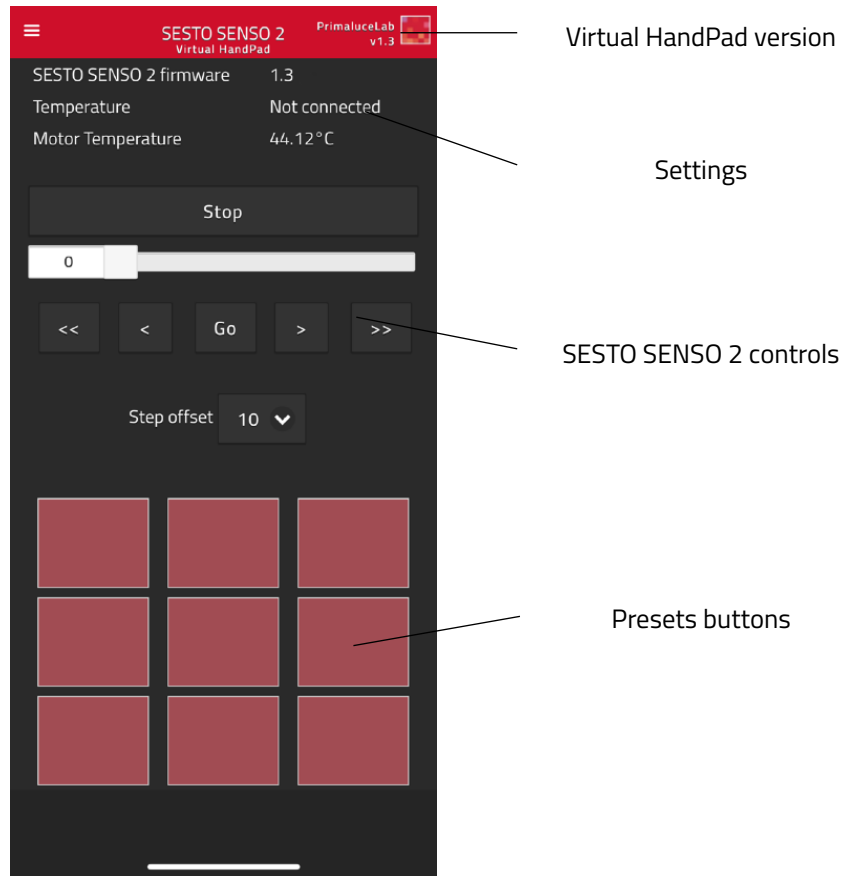 SESTO SENSO 2
Virtual HandPad
PrimaluceLab
v1.3
Virtual HandPad version
SESTO SENSO 2 firmware 1.3
Temperature Not connected
Motor Temperature 44.12°C
Settings
Stop
0
<< < Go > >>
SESTO SENSO 2 controls
Step offset 10
Presets buttons